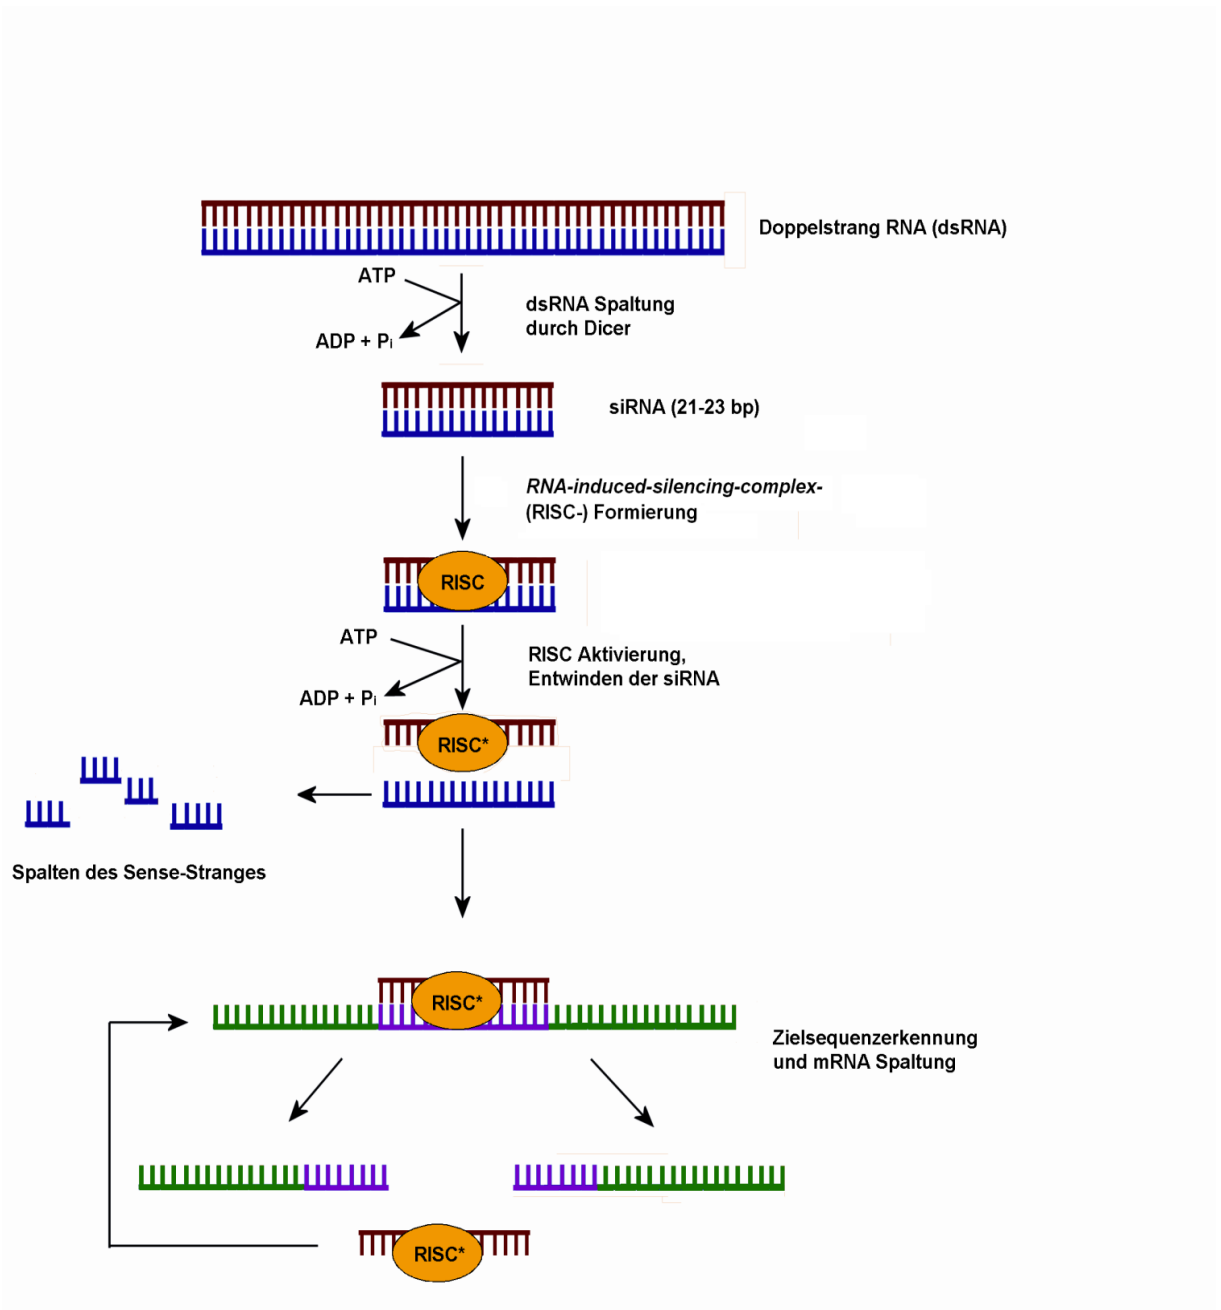 Doppelstrang RNA (dsRNA)
ATP
dsRNA Spaltung
durch Dicer
ADP + Pi
siRNA (21-23 bp)
RNA-induced-silencing-complex-
(RISC-) Formierung
RISC
ATP
RISC Aktivierung,
Entwinden der siRNA
ADP + Pi
RISC*
Spalten des Sense-Stranges
RISC*
Zielsequenzerkennung
und mRNA Spaltung
RISC*